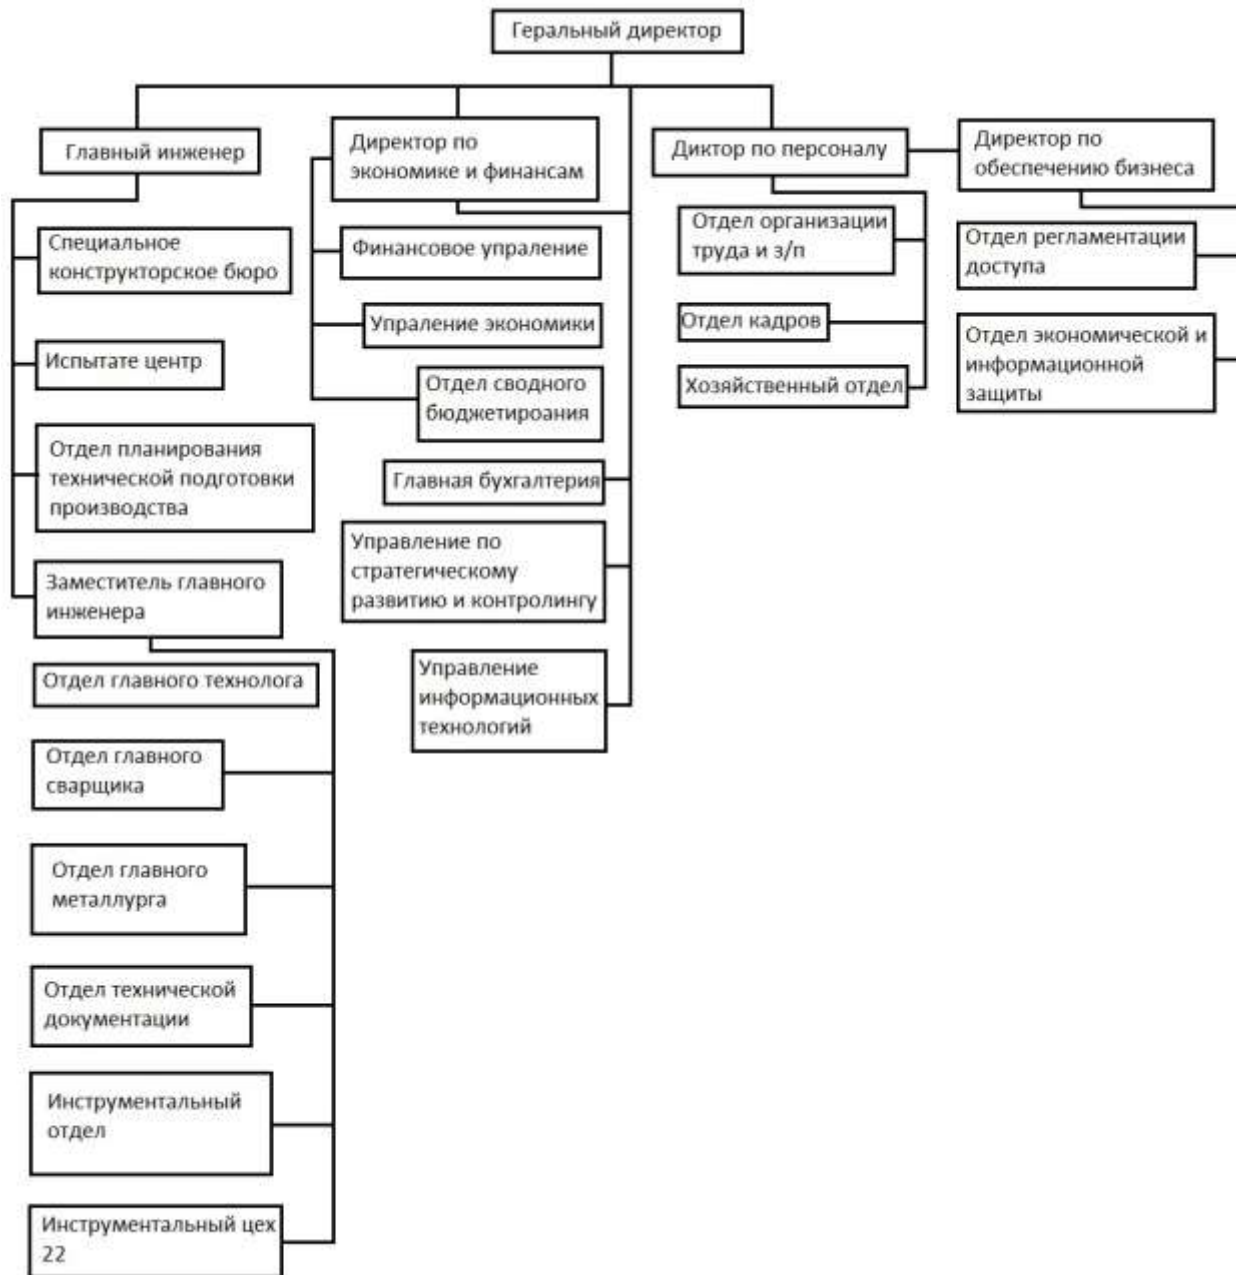 Геральный директор
Главный инженер
Директор по
экономике и финансам
Диктор по персоналу
Директор по
обеспечению бизнеса
Специальное
конструкторское бюро
Испытате центр
Отдел планирования
технической подготовки
производства
Заместитель главного
инженера
Отдел главного технолога
Отдел главного
сварщика
Отдел главного
металлурга
Отдел технической
документации
Инструментальный
отдел
Инструментальный цех
22
Финансовое упраление
Упраление экономики
Отдел сводного
бюджетироания
Главная бухгалтерия
Управление по
стратегическому
развитию и контролингу
Управление
информационных
технологий
Отдел организации
труда и з/п
Отдел кадров
Хозяйственный отдел
Отдел регламентации
доступа
Отдел экономической и
информационной
защиты